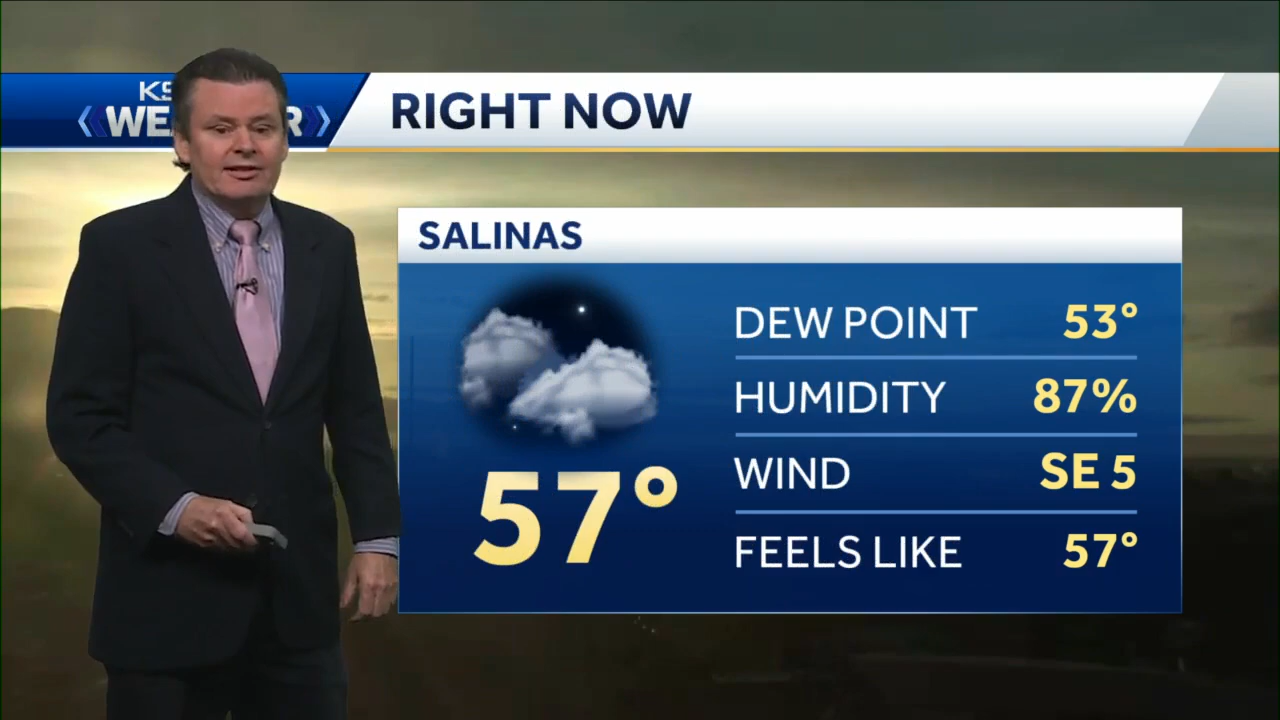 RIGHT NOW
SALINAS
DEW POINT 53°
HUMIDITY 87%
WIND SE 5
FEELS LIKE 57°
57°